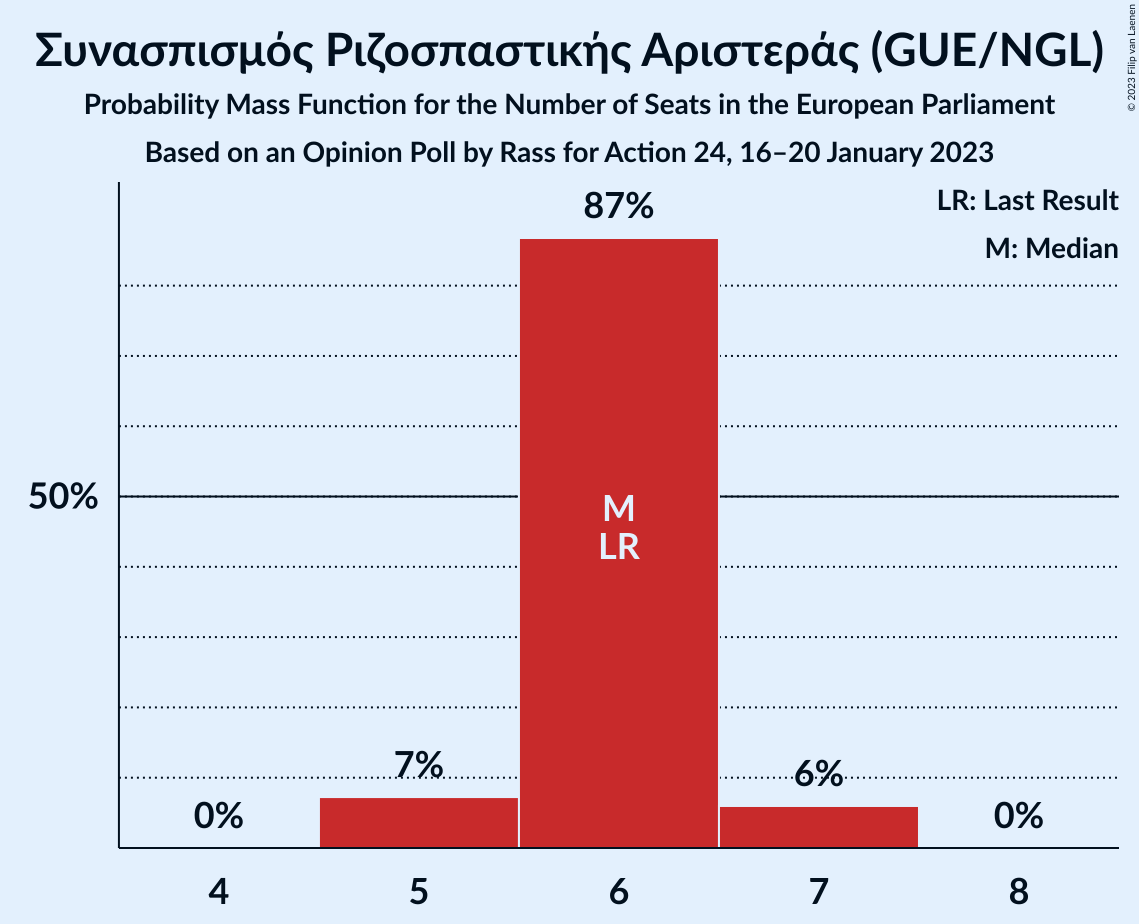 Συνασπισμός Ριζοσπαστικής Αριστεράς (GUE/NGL)
Probability Mass Function for the Number of Seats in the European Parliament
Based on an Opinion Poll by Rass for Action 24, 16–20 January 2023
© 2023 Filip van Laenen
LR: Last Result
M: Median
87%
50%
M
LR
7%
6%
0%
0%
4
5
6
7
8